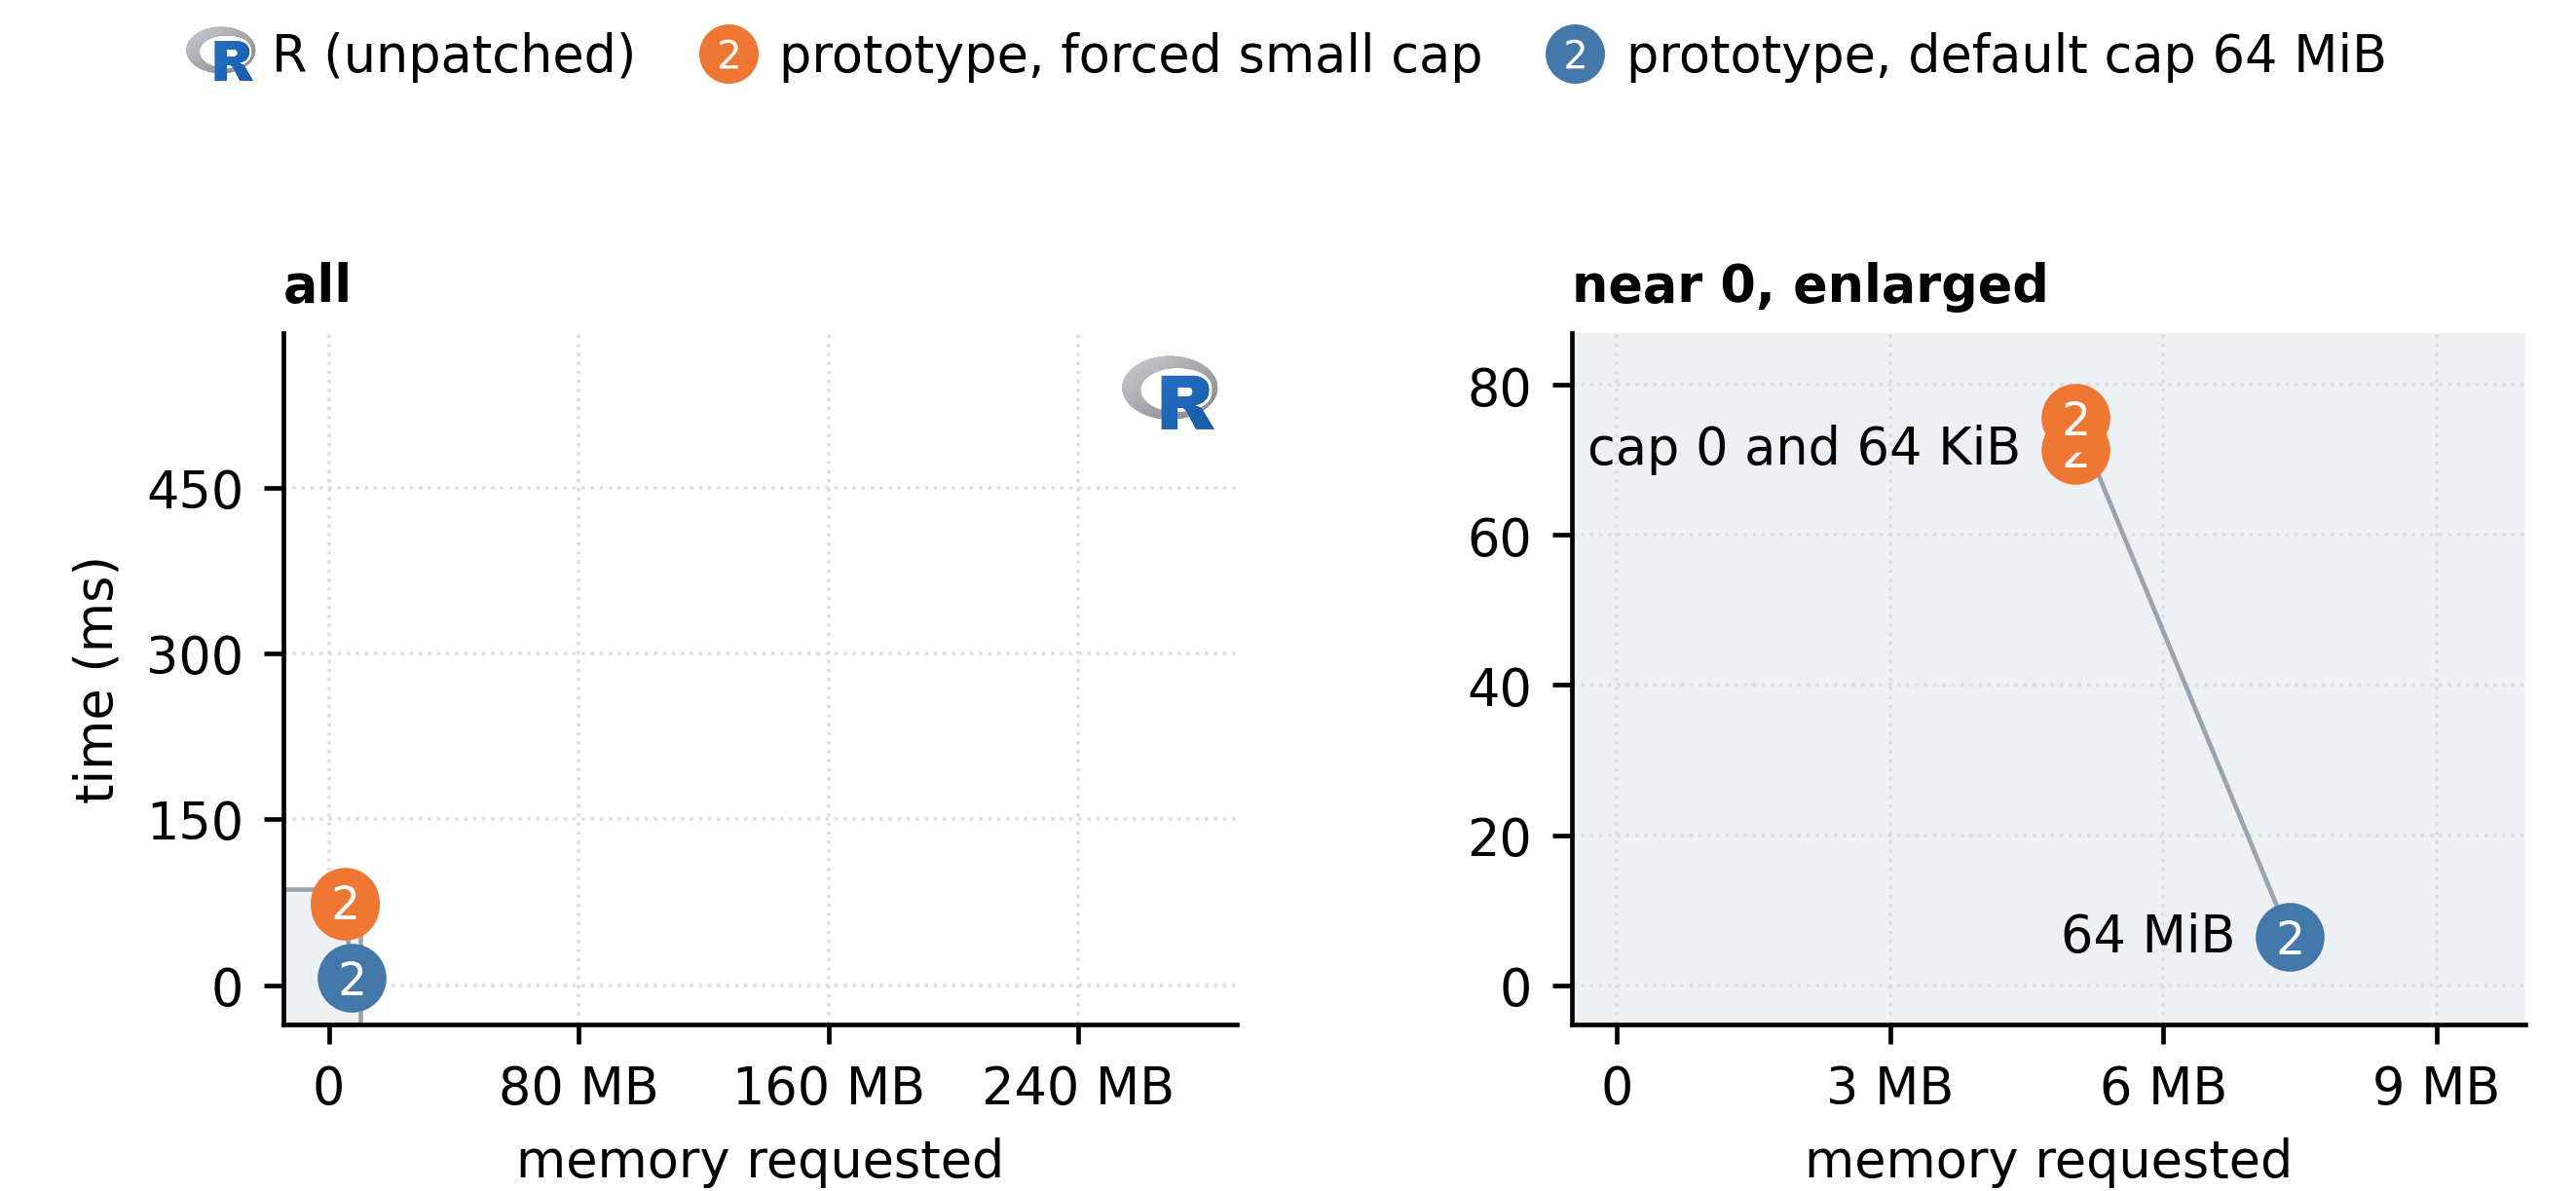 R R (unpatched) 2 prototype, forced small cap 2 prototype, default cap 64 MiB
all
R
450
300
150
0
time (ms)
2
2
0 80 MB 160 MB 240 MB
memory requested
near 0, enlarged
80
60
40
20
0
2
cap 0 and 64 KiB 2
64 MiB 2
0 3 MB 6 MB 9 MB
memory requested